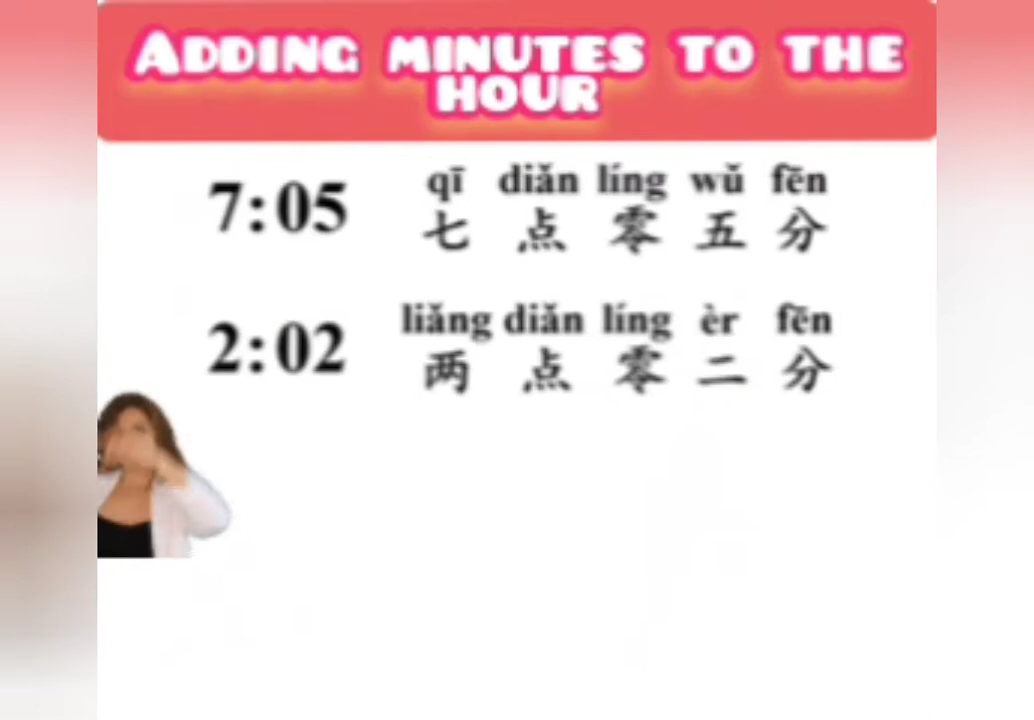 ADDING MINUTES TO THE
HOUR
7:05
qī diǎn líng wǔ fēn
七 点 零 五 分
2:02
liǎng diǎn líng èr fēn
两 点 零 二 分